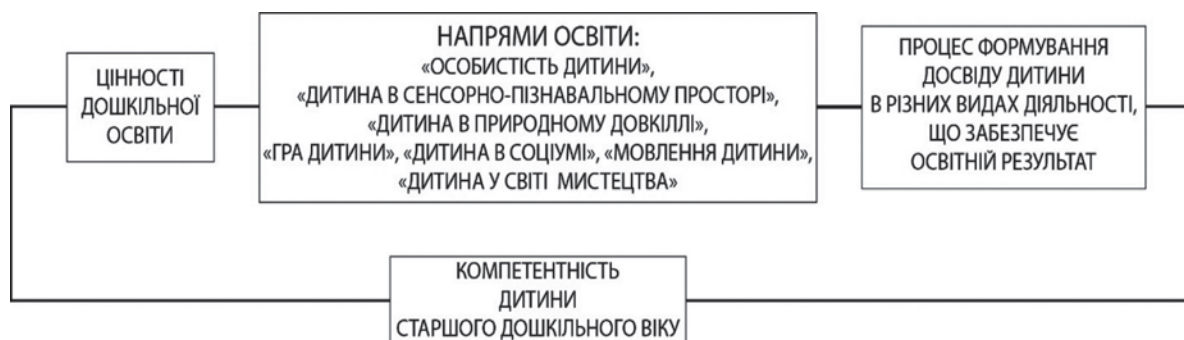 ЦІННОСТІ
ДОШКІЛЬНОЇ
ОСВІТИ
НАПРЯМИ ОСВІТИ:
«ОСОБИСТІСТЬ ДИТИНИ»,
«ДИТИНА В СЕНСОРНО-ПІЗНАВАЛЬНОМУ ПРОСТОРІ»,
«ДИТИНА В ПРИРОДНОМУ ДОВКІЛЛІ»,
«ГРА ДИТИНИ», «ДИТИНА В СОЦІУМІ», «МОВЛЕННЯ ДИТИНИ»,
«ДИТИНА У СВІТІ МИСТЕЦТВА»
ПРОЦЕС ФОРМУВАННЯ
ДОСВІДУ ДИТИНИ
В РІЗНИХ ВИДАХ ДІЯЛЬНОСТІ,
ЩО ЗАБЕЗПЕЧУЄ
ОСВІТНІЙ РЕЗУЛЬТАТ
КОМПЕТЕНТНІСТЬ
ДИТИНИ
СТАРШОГО ДОШКІЛЬНОГО ВІКУ